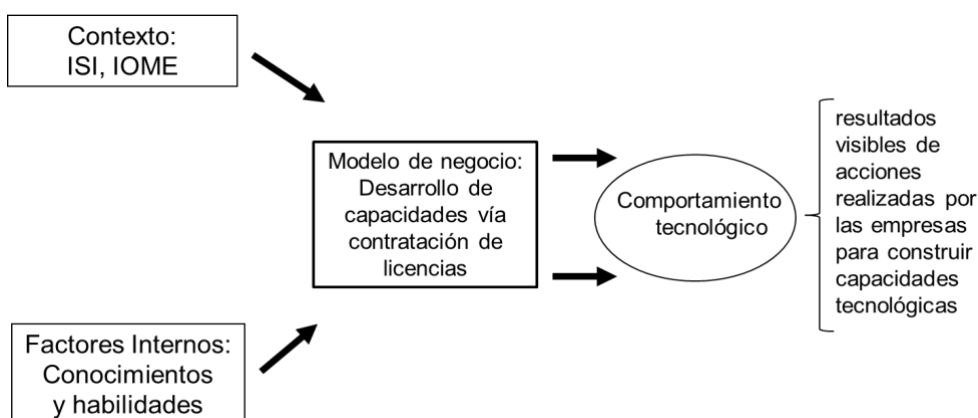 Contexto:
ISI, IOME
Factores Internos:
Conocimientos
y habilidades
Modelo de negocio:
Desarrollo de
capacidades vía
contratación de
licencias
Comportamiento
tecnológico
resultados
visibles de
acciones
realizadas por
las empresas
para construir
capacidades
tecnológicas